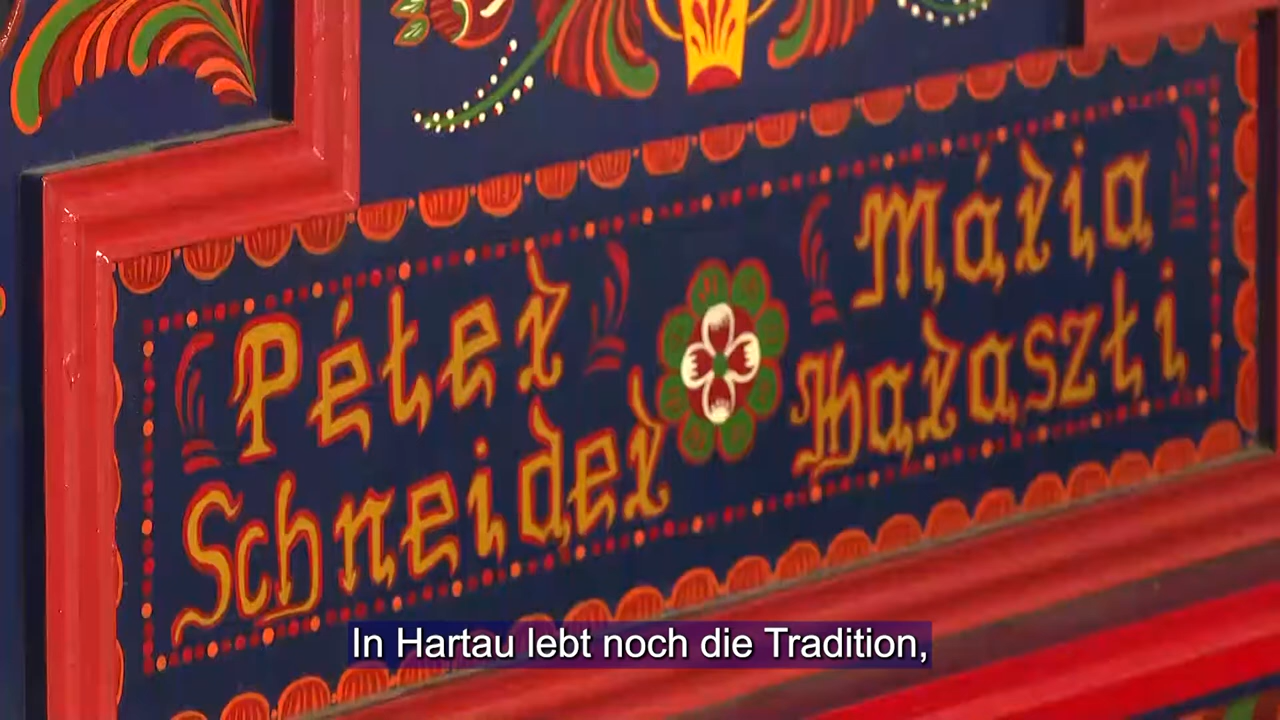 Péter
Schneider
Mária
Haraszti
In Hartau lebt noch die Tradition,